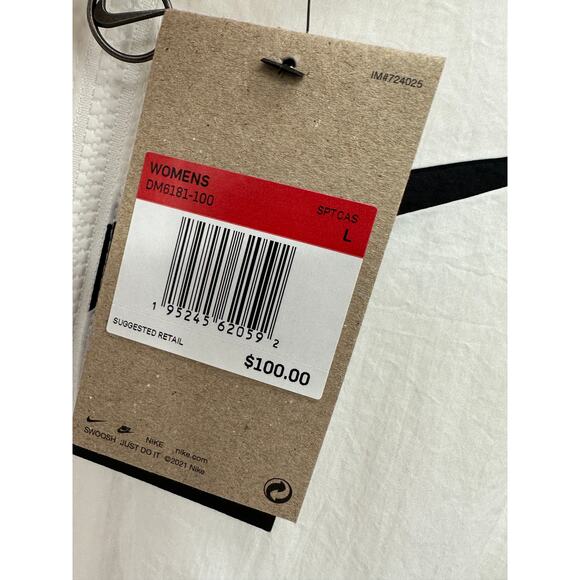 IM#724025
WOMENS
DM6181-100
SPTCAS
L
1 95245 62059 2
SUGGESTED RETAIL
$100.00
NIKE nike.com
SWOOSH JUST DO IT ©2021 Nike